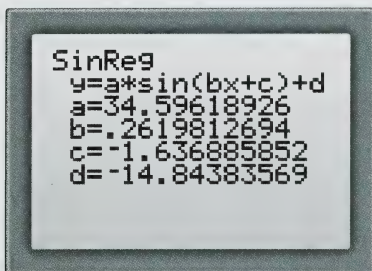 SinReg
y=a*sin(bx+c)+d
a=34.59618926
b=.2619812694
c=-1.636885852
d=-14.84383569